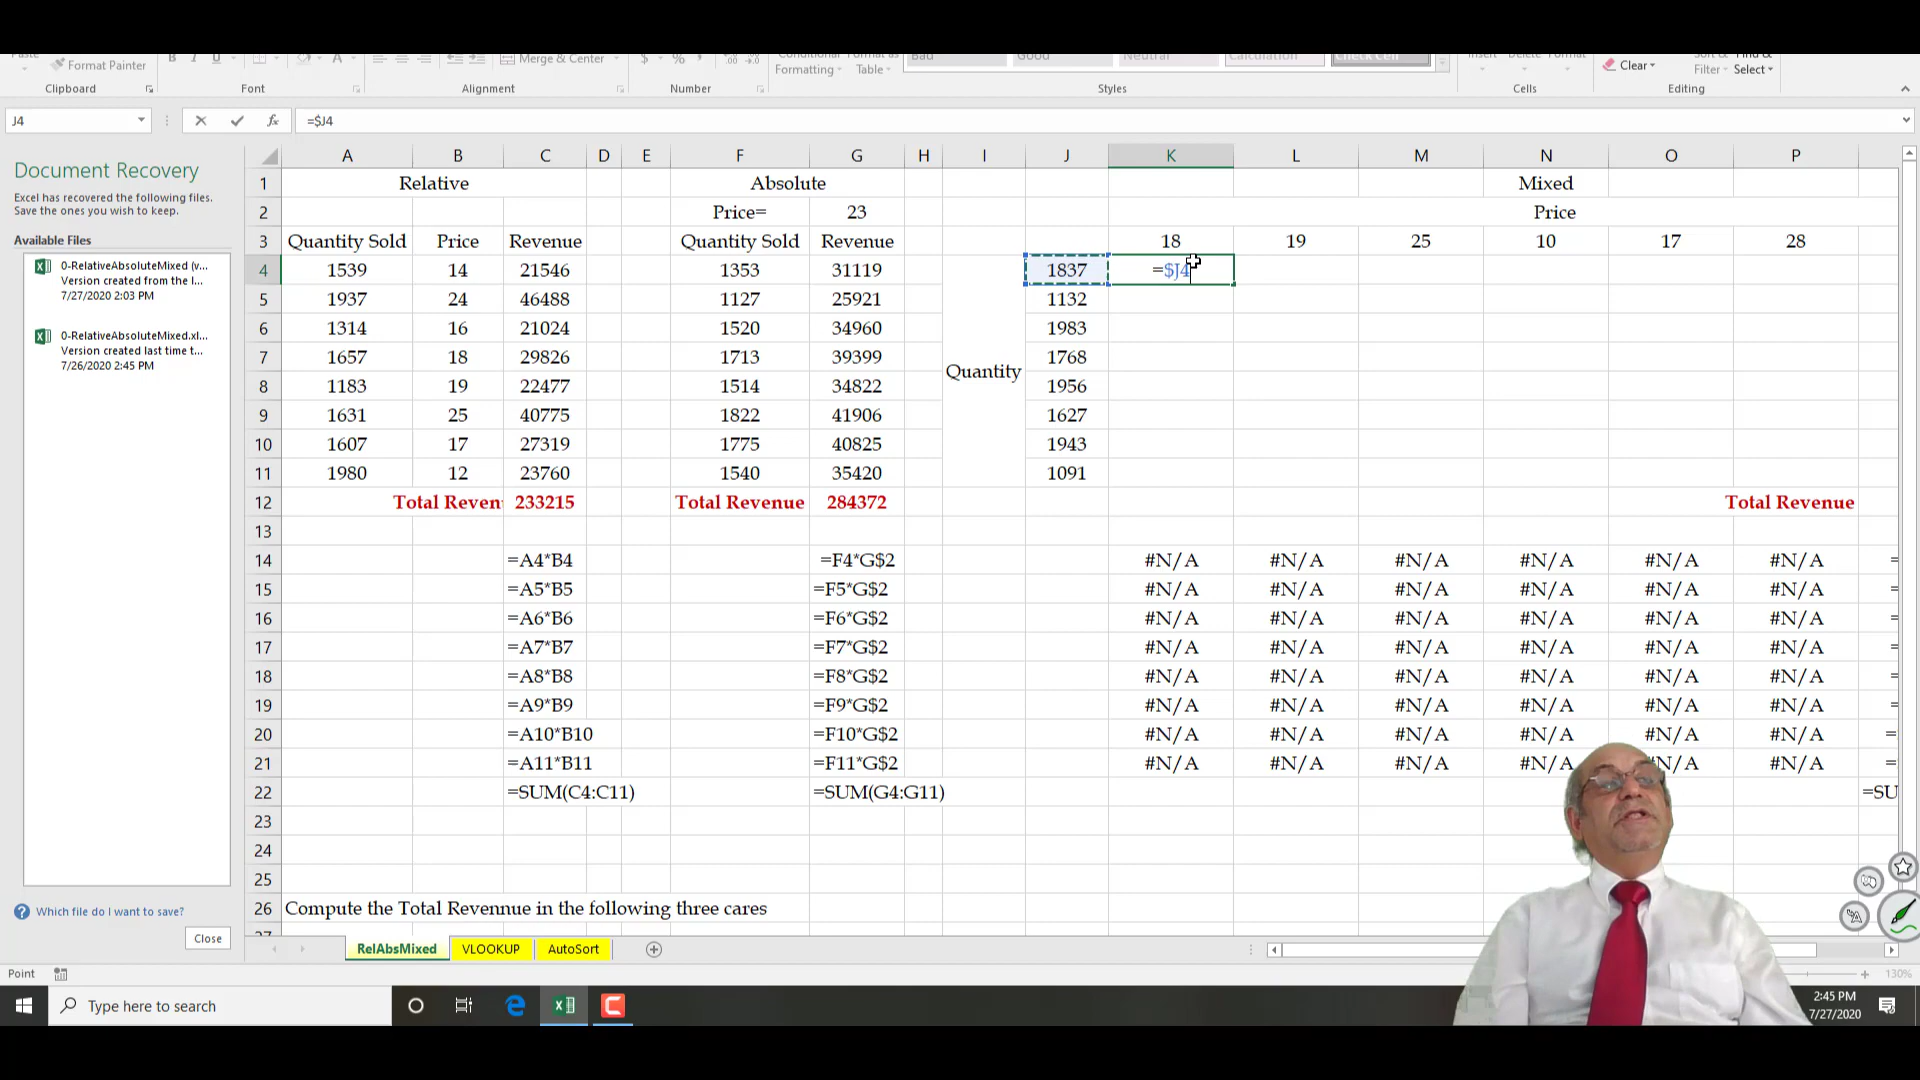 Paste
Format Painter
B I U A
Merge & Center
$ % ,
Conditional Format as
Formatting Table
Bad Good Neutral Calculation Check Cell
Insert Delete Format
Clear
Sort & Find &
Filter Select
Clipboard Font Alignment Number Styles Cells Editing
J4 fx =$J4
Document Recovery
Excel has recovered the following files.
Save the ones you wish to keep.
Available Files
0-RelativeAbsoluteMixed (v...
Version created from the l...
7/27/2020 2:03 PM
0-RelativeAbsoluteMixed.xl...
Version created last time t...
7/26/2020 2:45 PM
Which file do I want to save?
Close
A B C D E F G H I J K L M N O P
1 Relative Absolute Mixed
2 Price= 23 Price
3 Quantity Sold Price Revenue Quantity Sold Revenue 18 19 25 10 17 28
4 1539 14 21546 1353 31119 1837 =$J4
5 1937 24 46488 1127 25921 1132
6 1314 16 21024 1520 34960 1983
7 1657 18 29826 1713 39399 1768
Quantity
8 1183 19 22477 1514 34822 1956
9 1631 25 40775 1822 41906 1627
10 1607 17 27319 1775 40825 1943
11 1980 12 23760 1540 35420 1091
12 Total Reven 233215 Total Revenue 284372 Total Revenue
13
14 =A4*B4 =F4*G$2 #N/A #N/A #N/A #N/A #N/A #N/A =
15 =A5*B5 =F5*G$2 #N/A #N/A #N/A #N/A #N/A #N/A =
16 =A6*B6 =F6*G$2 #N/A #N/A #N/A #N/A #N/A #N/A =
17 =A7*B7 =F7*G$2 #N/A #N/A #N/A #N/A #N/A #N/A =
18 =A8*B8 =F8*G$2 #N/A #N/A #N/A #N/A #N/A #N/A =
19 =A9*B9 =F9*G$2 #N/A #N/A #N/A #N/A #N/A #N/A =
20 =A10*B10 =F10*G$2 #N/A #N/A #N/A #N/A #N/A #N/A =
21 =A11*B11 =F11*G$2 #N/A #N/A #N/A #N/A #N/A #N/A =
22 =SUM(C4:C11) =SUM(G4:G11) =SU
23
24
25
26 Compute the Total Revennue in the following three cares
27
RelAbsMixed VLOOKUP AutoSort
Point
130%
Type here to search
2:45 PM
7/27/2020